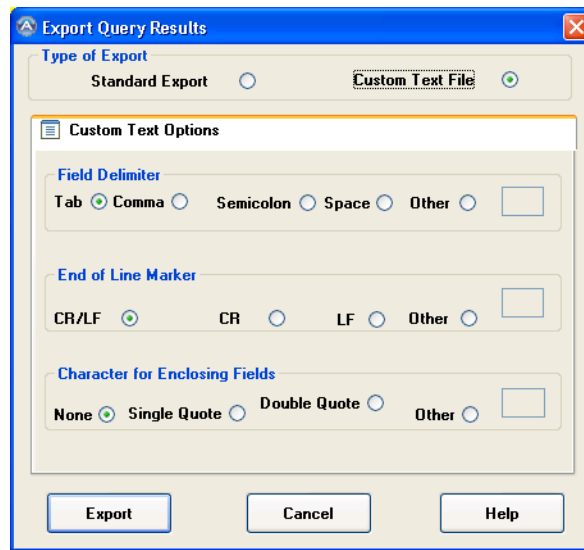 Export Query Results
Type of Export
Standard Export Custom Text File
Custom Text Options
Field Delimiter
Tab Comma Semicolon Space Other
End of Line Marker
CR/LF CR LF Other
Character for Enclosing Fields
None Single Quote Double Quote Other
Export Cancel Help